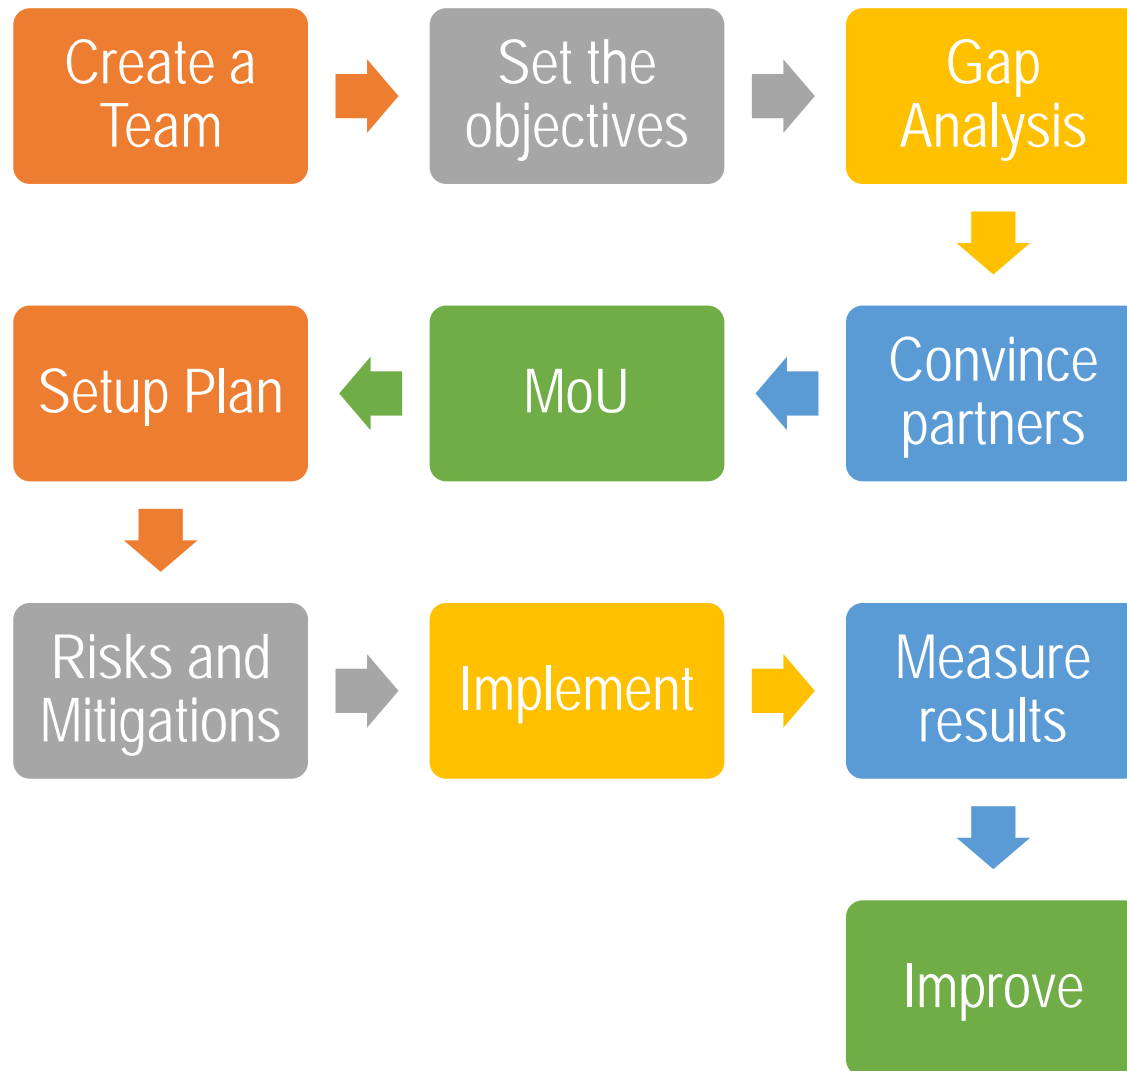 Create a
Team
Set the
objectives
Gap
Analysis
Convince
partners
MoU
Setup Plan
Risks and
Mitigations
Implement
Measure
results
Improve